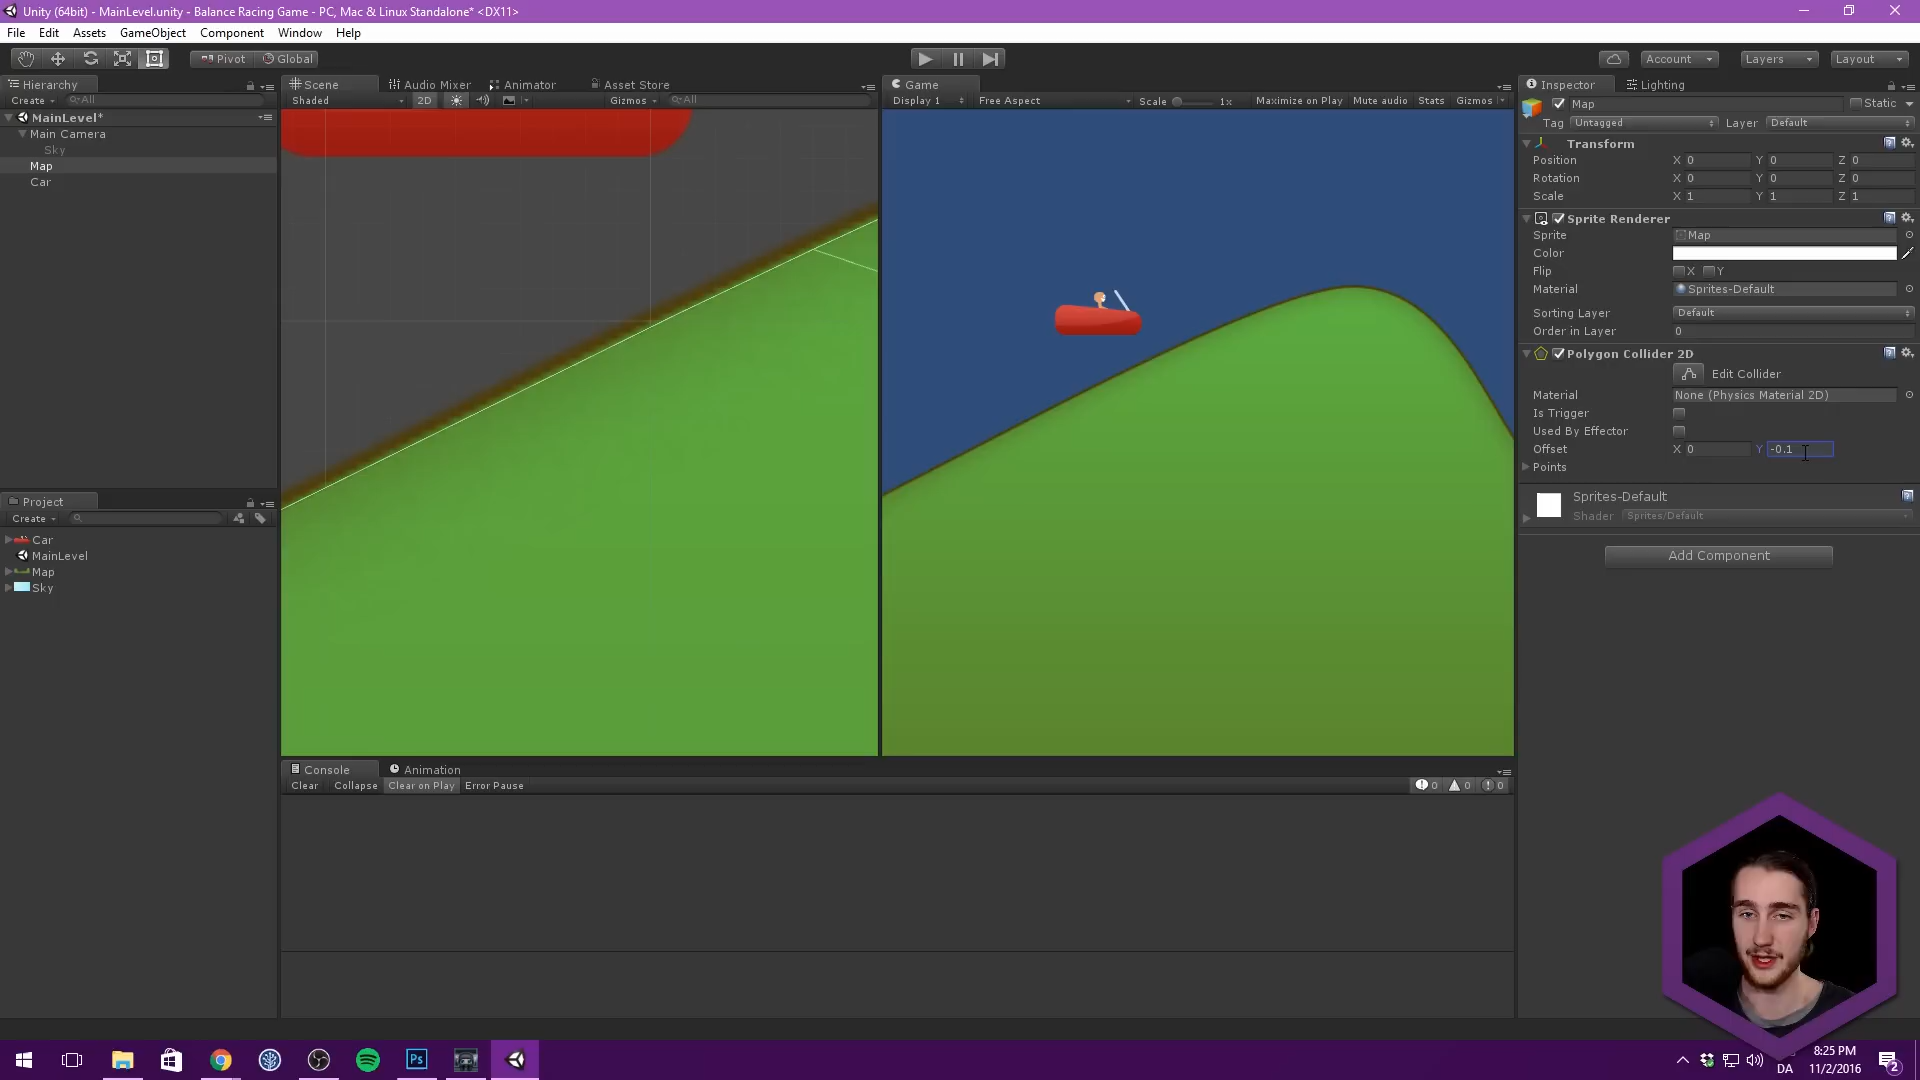 Unity (64bit) - MainLevel.unity - Balance Racing Game - PC, Mac & Linux Standalone* <DX11>
File Edit Assets GameObject Component Window Help
Pivot Global Account Layers Layout
Hierarchy
Create All
MainLevel*
Main Camera
Sky
Map
Car
Scene Audio Mixer Animator Asset Store
Shaded 2D Gizmos All
Game
Display 1 Free Aspect Scale 1x Maximize on Play Mute audio Stats Gizmos
Inspector Lighting
Map Static
Tag Untagged Layer Default
Transform
Position X 0 Y 0 Z 0
Rotation X 0 Y 0 Z 0
Scale X 1 Y 1 Z 1
Sprite Renderer
Sprite Map
Color
Flip X Y
Material Sprites-Default
Sorting Layer Default
Order in Layer 0
Polygon Collider 2D
Edit Collider
Material None (Physics Material 2D)
Is Trigger
Used By Effector
Offset X 0 Y -0.1
Points
Sprites-Default
Shader Sprites/Default
Add Component
Project
Create
Car
MainLevel
Map
Sky
Console Animation
Clear Collapse Clear on Play Error Pause 0 0 0
Ps
DA
8:25 PM
11/2/2016
2